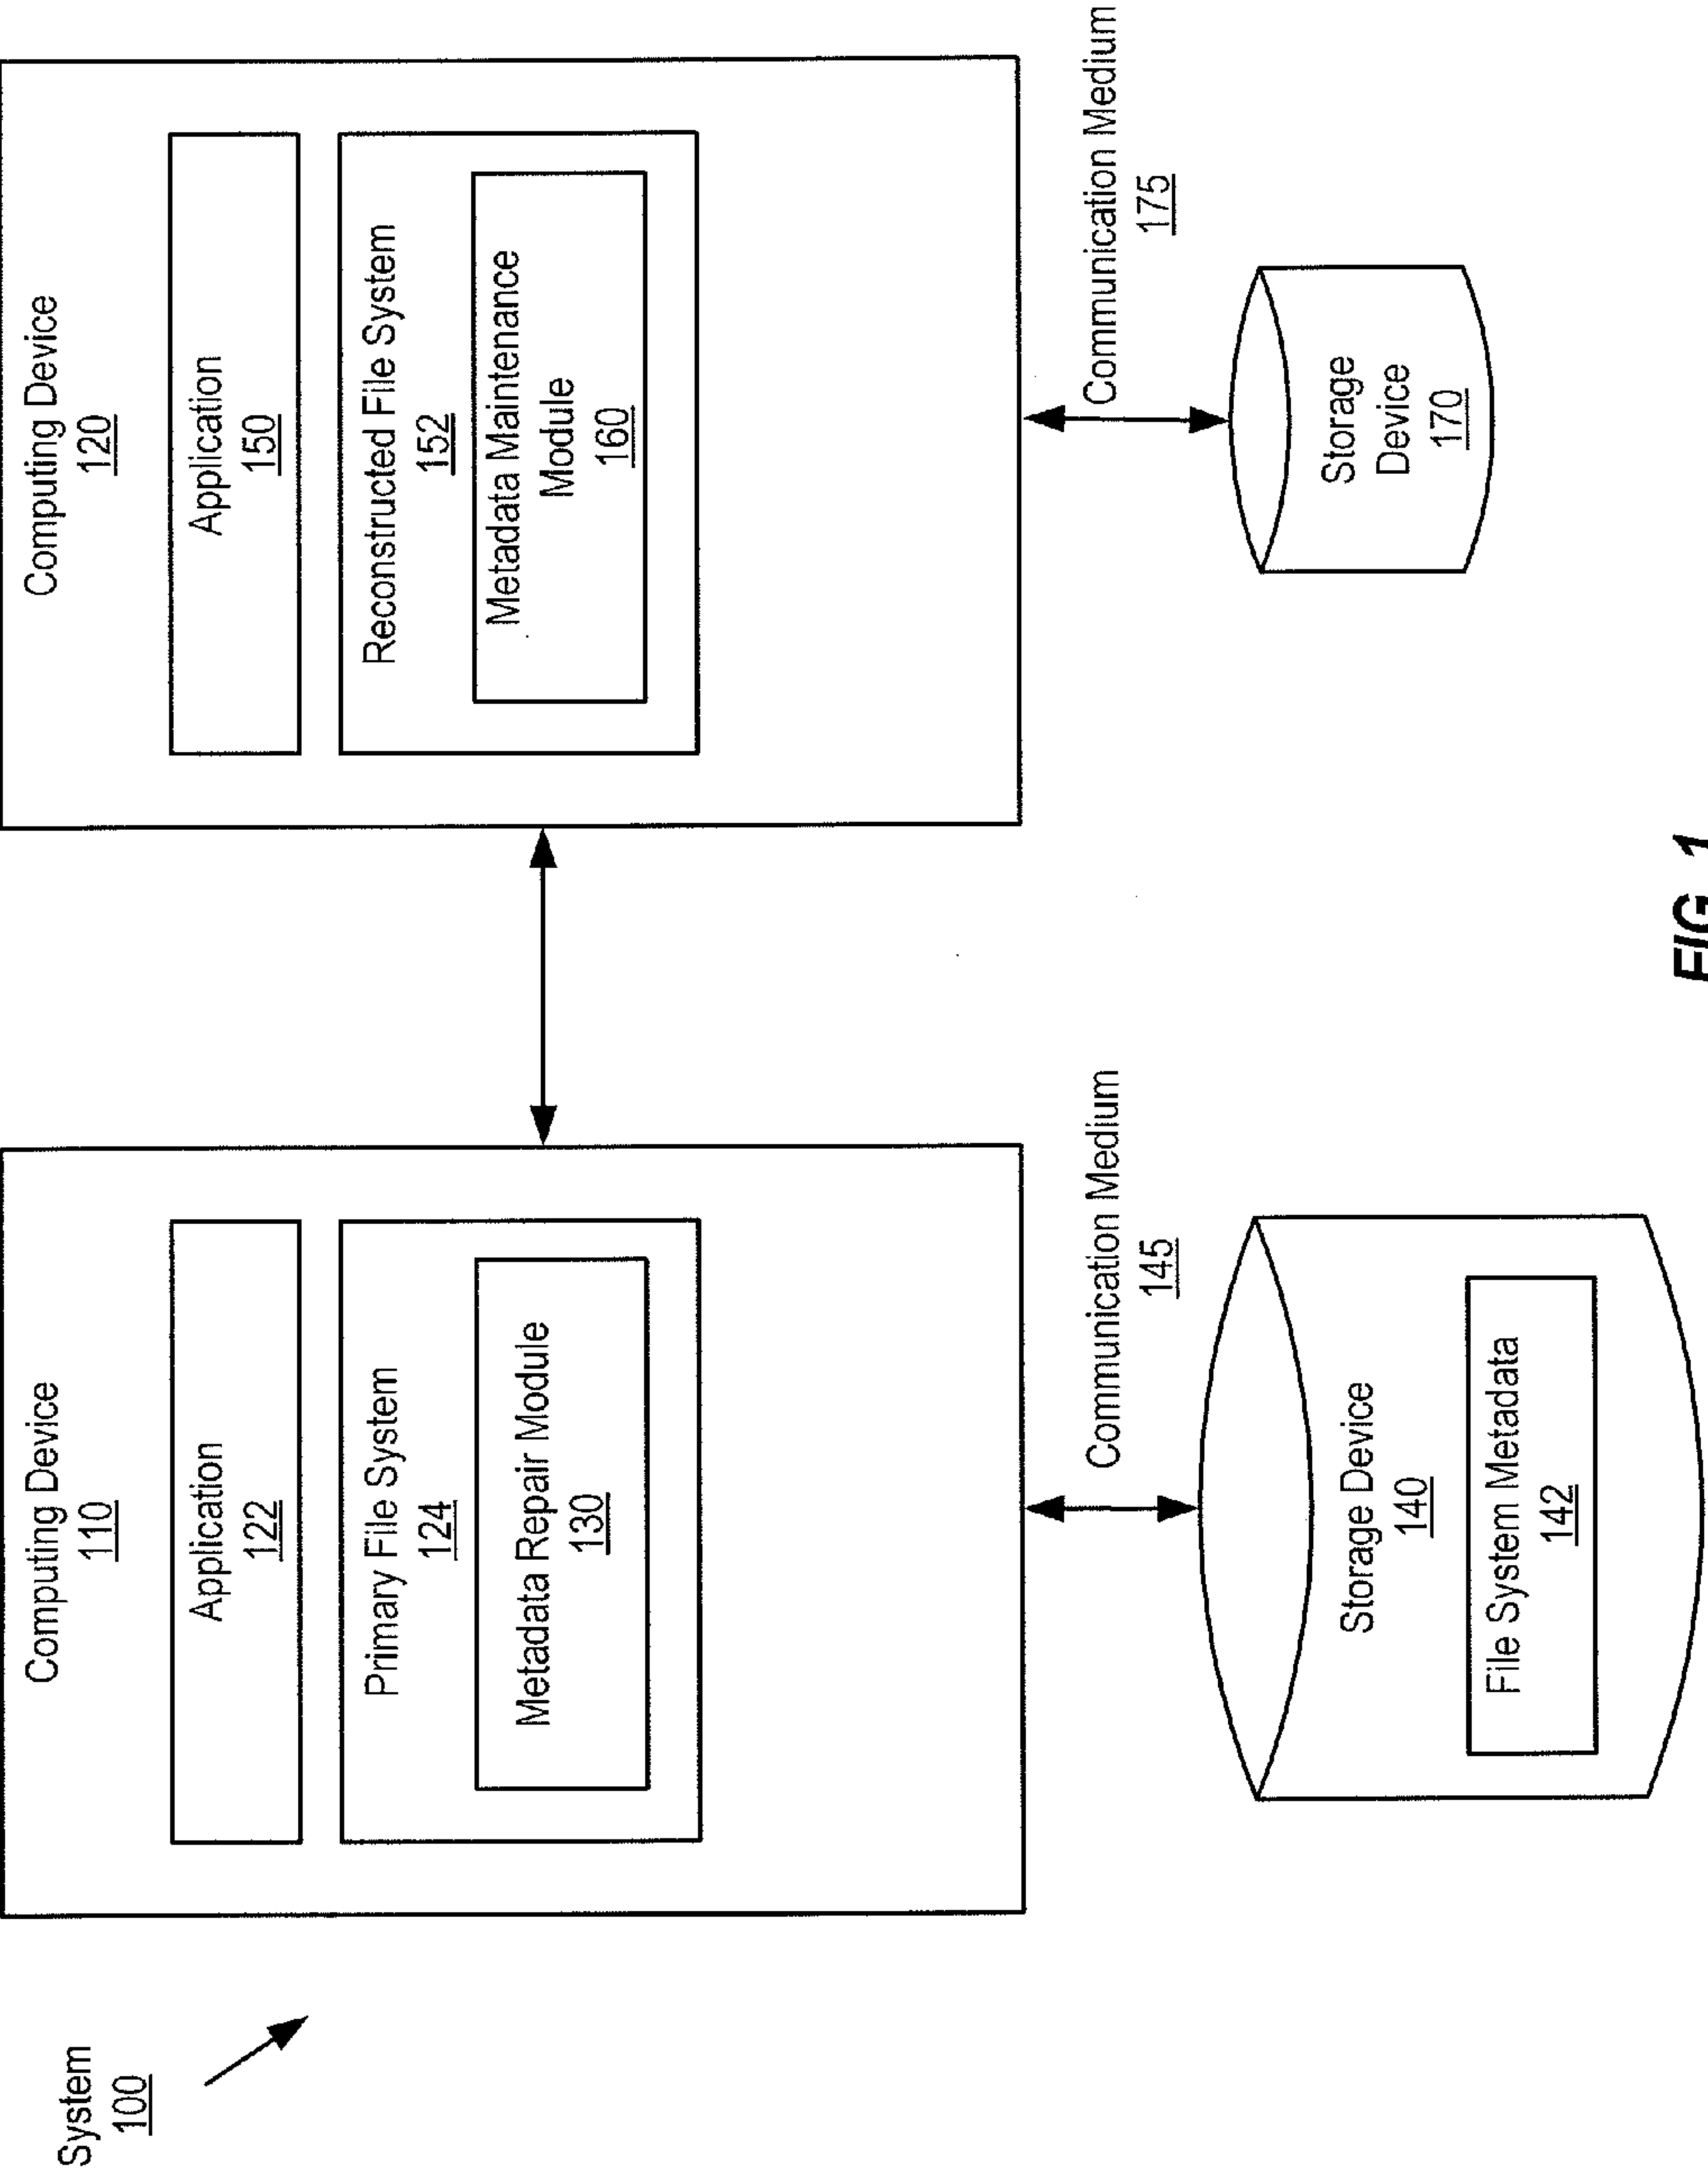 System
100
Computing Device
110
Application
122
Primary File System
124
Metadata Repair Module
130
Communication Medium
145
Storage Device
140
File System Metadata
142
Computing Device
120
Application
150
Reconstructed File System
152
Metadata Maintenance
Module
160
Communication Medium
175
Storage
Device
170
FIG. 1